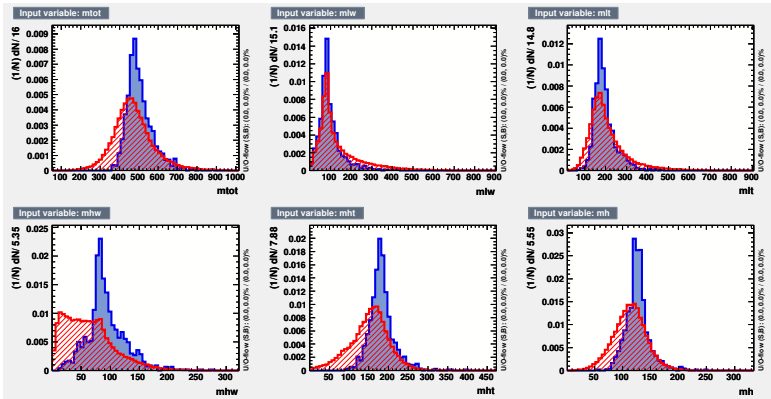 Input variable: mtot
(1/N) dN/ 16
0.009
0.008
0.007
0.006
0.005
0.004
0.003
0.002
0.001
0
100 200 300 400 500 600 700 800 900 1000
mtot
U/O-flow (S,B): (0.0, 0.0)% / (0.0, 0.0)%
Input variable: mlw
(1/N) dN/ 15.1
0.016
0.014
0.012
0.010
0.008
0.006
0.004
0.002
0.000
100 200 300 400 500 600 700 800 900
mlw
U/O-flow (S,B): (0.0, 0.0)% / (0.0, 0.0)%
Input variable: mlt
(1/N) dN/ 14.8
0.012
0.01
0.008
0.006
0.004
0.002
0
100 200 300 400 500 600 700 800 900
mlt
U/O-flow (S,B): (0.0, 0.0)% / (0.0, 0.0)%
Input variable: mhw
(1/N) dN/ 5.35
0.025
0.02
0.015
0.01
0.005
0
50 100 150 200 250 300
mhw
U/O-flow (S,B): (0.0, 0.0)% / (0.0, 0.0)%
Input variable: mht
(1/N) dN/ 7.88
0.02
0.018
0.016
0.014
0.012
0.01
0.008
0.006
0.004
0.002
0
50 100 150 200 250 300 350 400 450
mht
U/O-flow (S,B): (0.0, 0.0)% / (0.0, 0.0)%
Input variable: mh
(1/N) dN/ 5.55
0.03
0.025
0.02
0.015
0.01
0.005
0
50 100 150 200 250 300
mh
U/O-flow (S,B): (0.0, 0.0)% / (0.0, 0.0)%